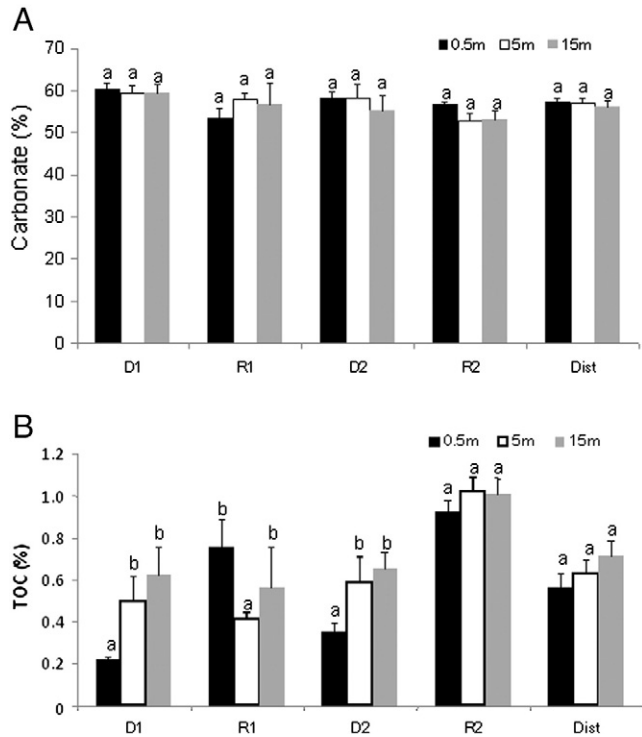 A
0.5m 5m 15m
Carbonate (%)
70
60
50
40
30
20
10
0
a a a a a a a a a a a a a a a
D1 R1 D2 R2 Dist
B
0.5m 5m 15m
TOC (%)
1.2
1.0
0.8
0.6
0.4
0.2
0.0
a b b b a b a b b a a a a a a
D1 R1 D2 R2 Dist